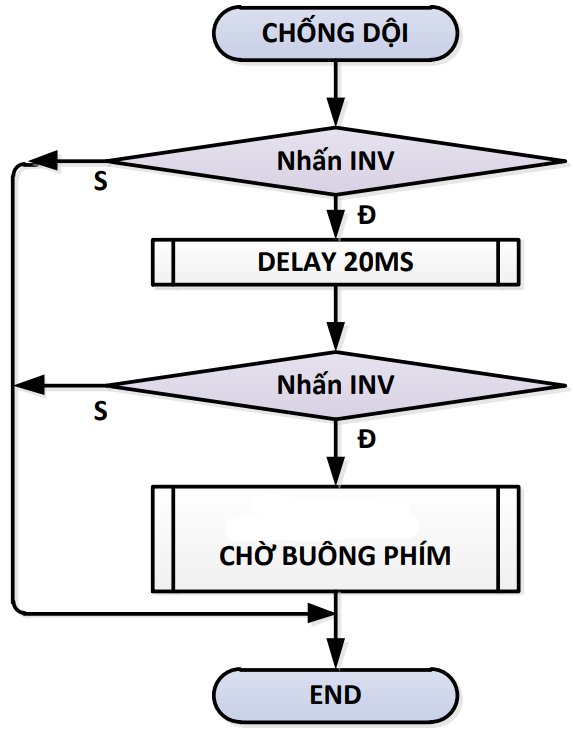 CHỐNG DỘI
Nhấn INV
S
Đ
DELAY 20MS
Nhấn INV
S
Đ
CHỜ BUÔNG PHÍM
END